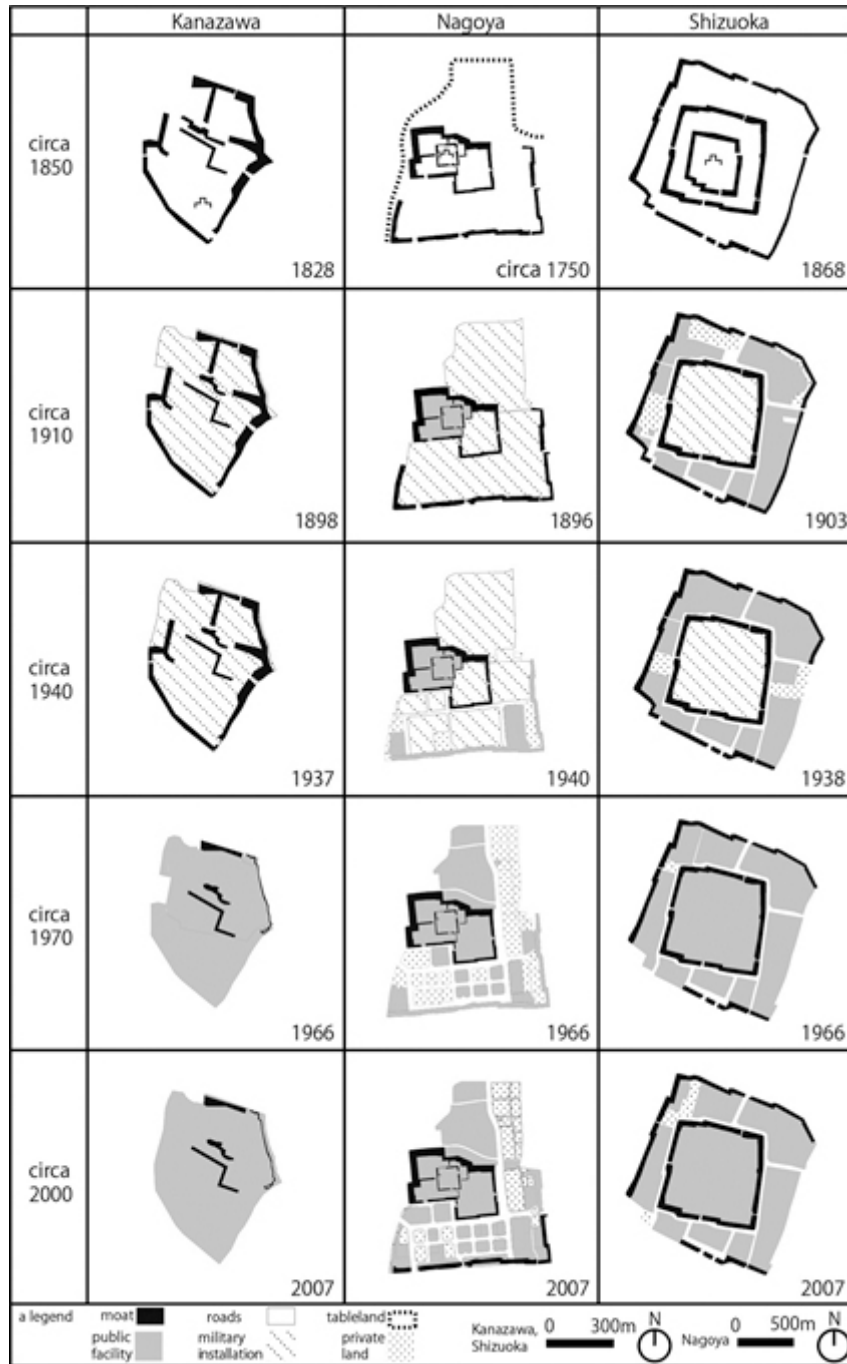 Kanazawa Nagoya Shizuoka
circa
1850
1828 circa 1750 1868
circa
1910
1898 1896 1903
circa
1940
1937 1940 1938
circa
1970
1966 1966 1966
circa
2000
2007 2007 2007
a legend moat roads tableland
public
facility
military
installation
private
land
Kanazawa,
Shizuoka
0 300m N
Nagoya 0 500m N